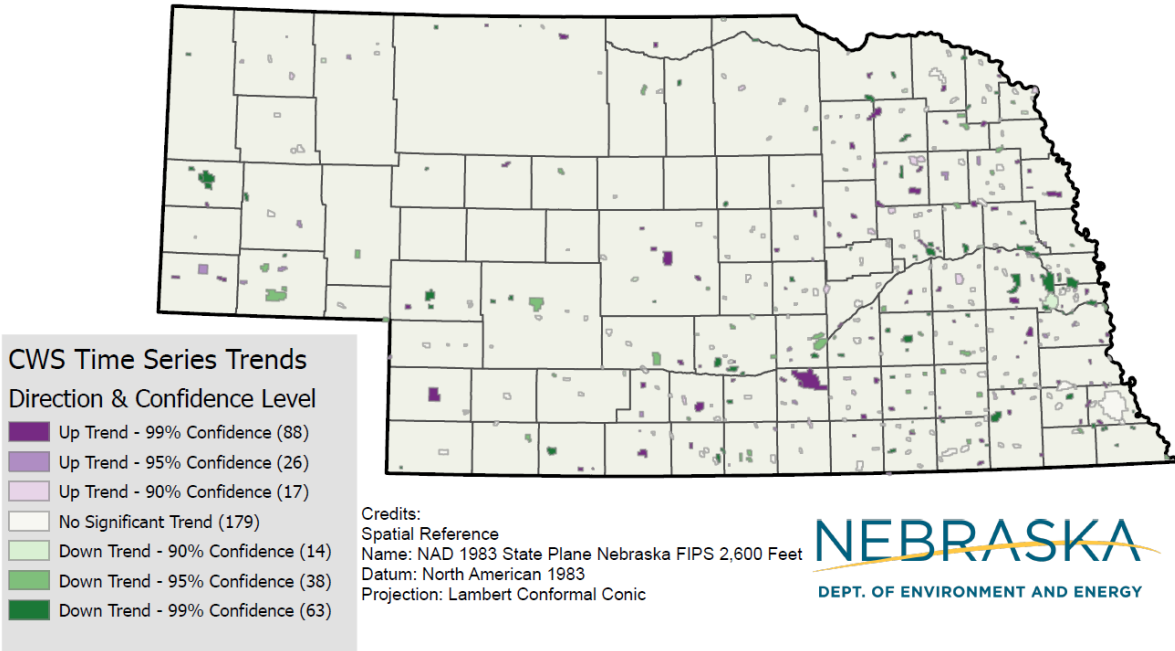 CWS Time Series Trends
Direction & Confidence Level
Up Trend - 99% Confidence (88)
Up Trend - 95% Confidence (26)
Up Trend - 90% Confidence (17)
No Significant Trend (179)
Down Trend - 90% Confidence (14)
Down Trend - 95% Confidence (38)
Down Trend - 99% Confidence (63)
Credits:
Spatial Reference
Name: NAD 1983 State Plane Nebraska FIPS 2,600 Feet
Datum: North American 1983
Projection: Lambert Conformal Conic
NEBRASKA
DEPT. OF ENVIRONMENT AND ENERGY